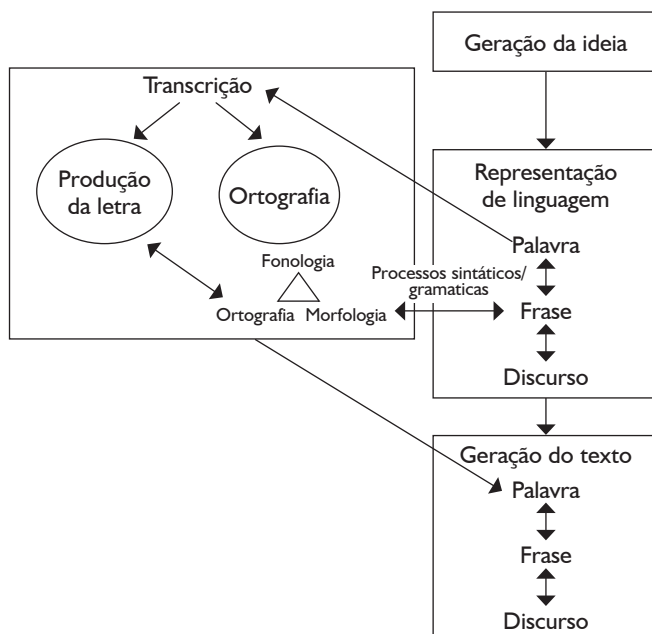 Geração da ideia
Transcrição
Produção
da letra
Ortografia
Fonologia
Ortografia Morfologia
Processos sintáticos/
gramaticas
Representação
de linguagem
Palavra
Frase
Discurso
Geração do texto
Palavra
Frase
Discurso